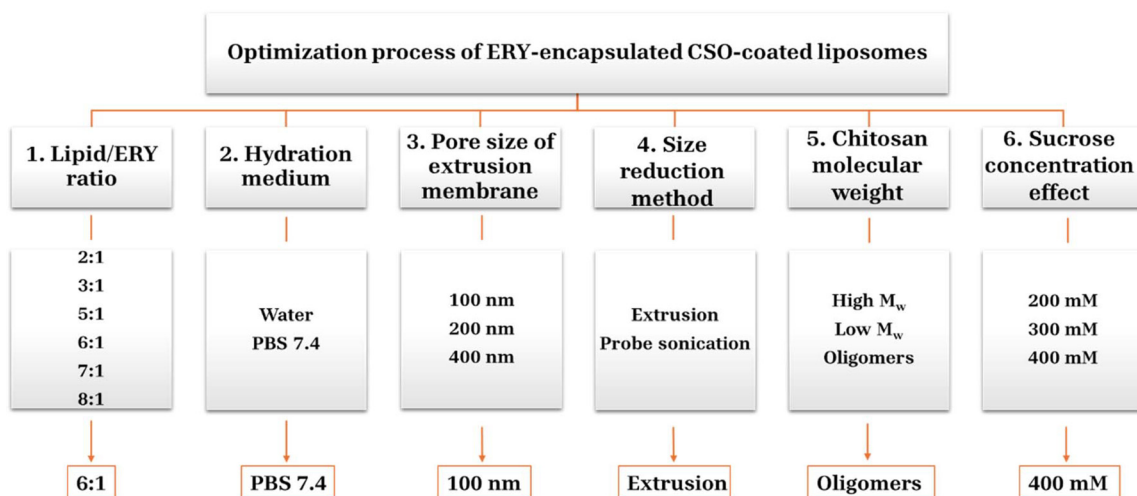 Optimization process of ERY-encapsulated CSO-coated liposomes
1. Lipid/ERY
ratio
2. Hydration
medium
3. Pore size of
extrusion
membrane
4. Size
reduction
method
5. Chitosan
molecular
weight
6. Sucrose
concentration
effect
2:1
3:1
5:1
6:1
7:1
8:1
Water
PBS 7.4
100 nm
200 nm
400 nm
Extrusion
Probe sonication
High Mw
Low Mw
Oligomers
200 mM
300 mM
400 mM
6:1
PBS 7.4
100 nm
Extrusion
Oligomers
400 mM